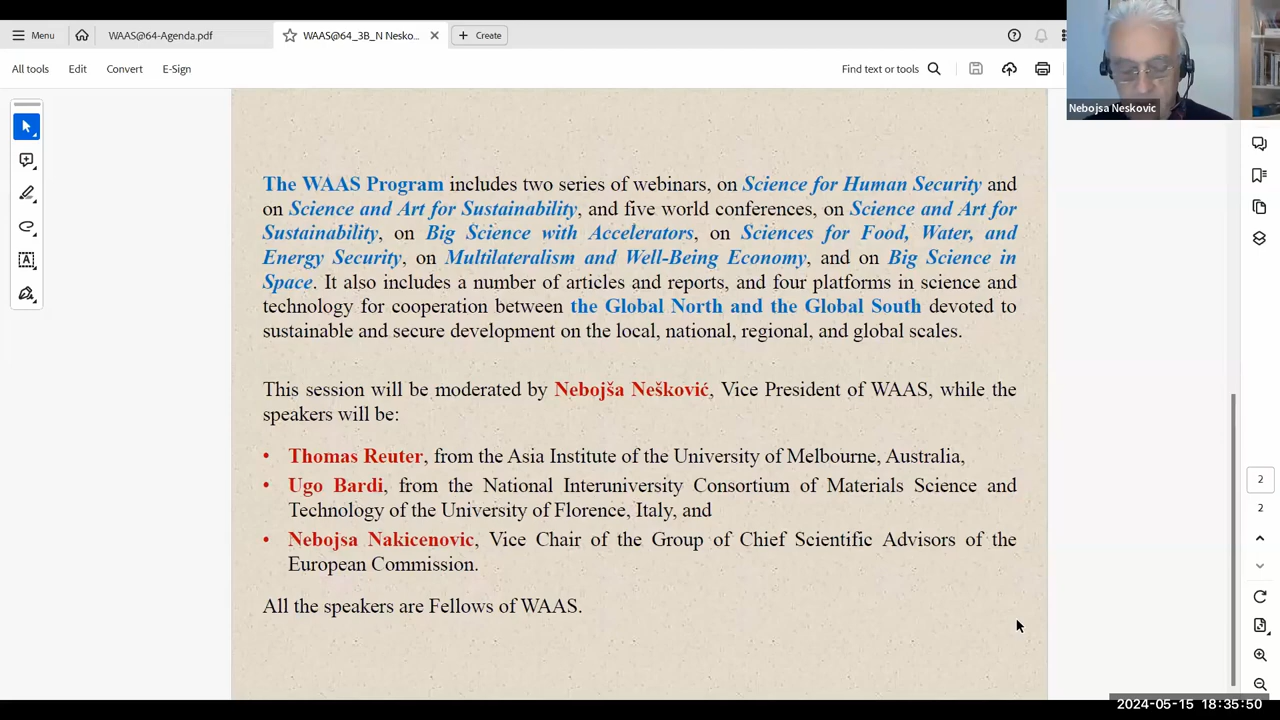 Menu
WAAS@64-Agenda.pdf
WAAS@64_3B_N Nesko...
Create
All tools
Edit
Convert
E-Sign
Find text or tools
Nebojsa Neskovic
The WAAS Program includes two series of webinars, on Science for Human Security and
on Science and Art for Sustainability, and five world conferences, on Science and Art for
Sustainability, on Big Science with Accelerators, on Sciences for Food, Water, and
Energy Security, on Multilateralism and Well-Being Economy, and on Big Science in
Space. It also includes a number of articles and reports, and four platforms in science and
technology for cooperation between the Global North and the Global South devoted to
sustainable and secure development on the local, national, regional, and global scales.
This session will be moderated by Nebojša Nešković, Vice President of WAAS, while the
speakers will be:
• Thomas Reuter, from the Asia Institute of the University of Melbourne, Australia,
• Ugo Bardi, from the National Interuniversity Consortium of Materials Science and
Technology of the University of Florence, Italy, and
• Nebojsa Nakicenovic, Vice Chair of the Group of Chief Scientific Advisors of the
European Commission.
All the speakers are Fellows of WAAS.
2
2
2024-05-15 18:35:50